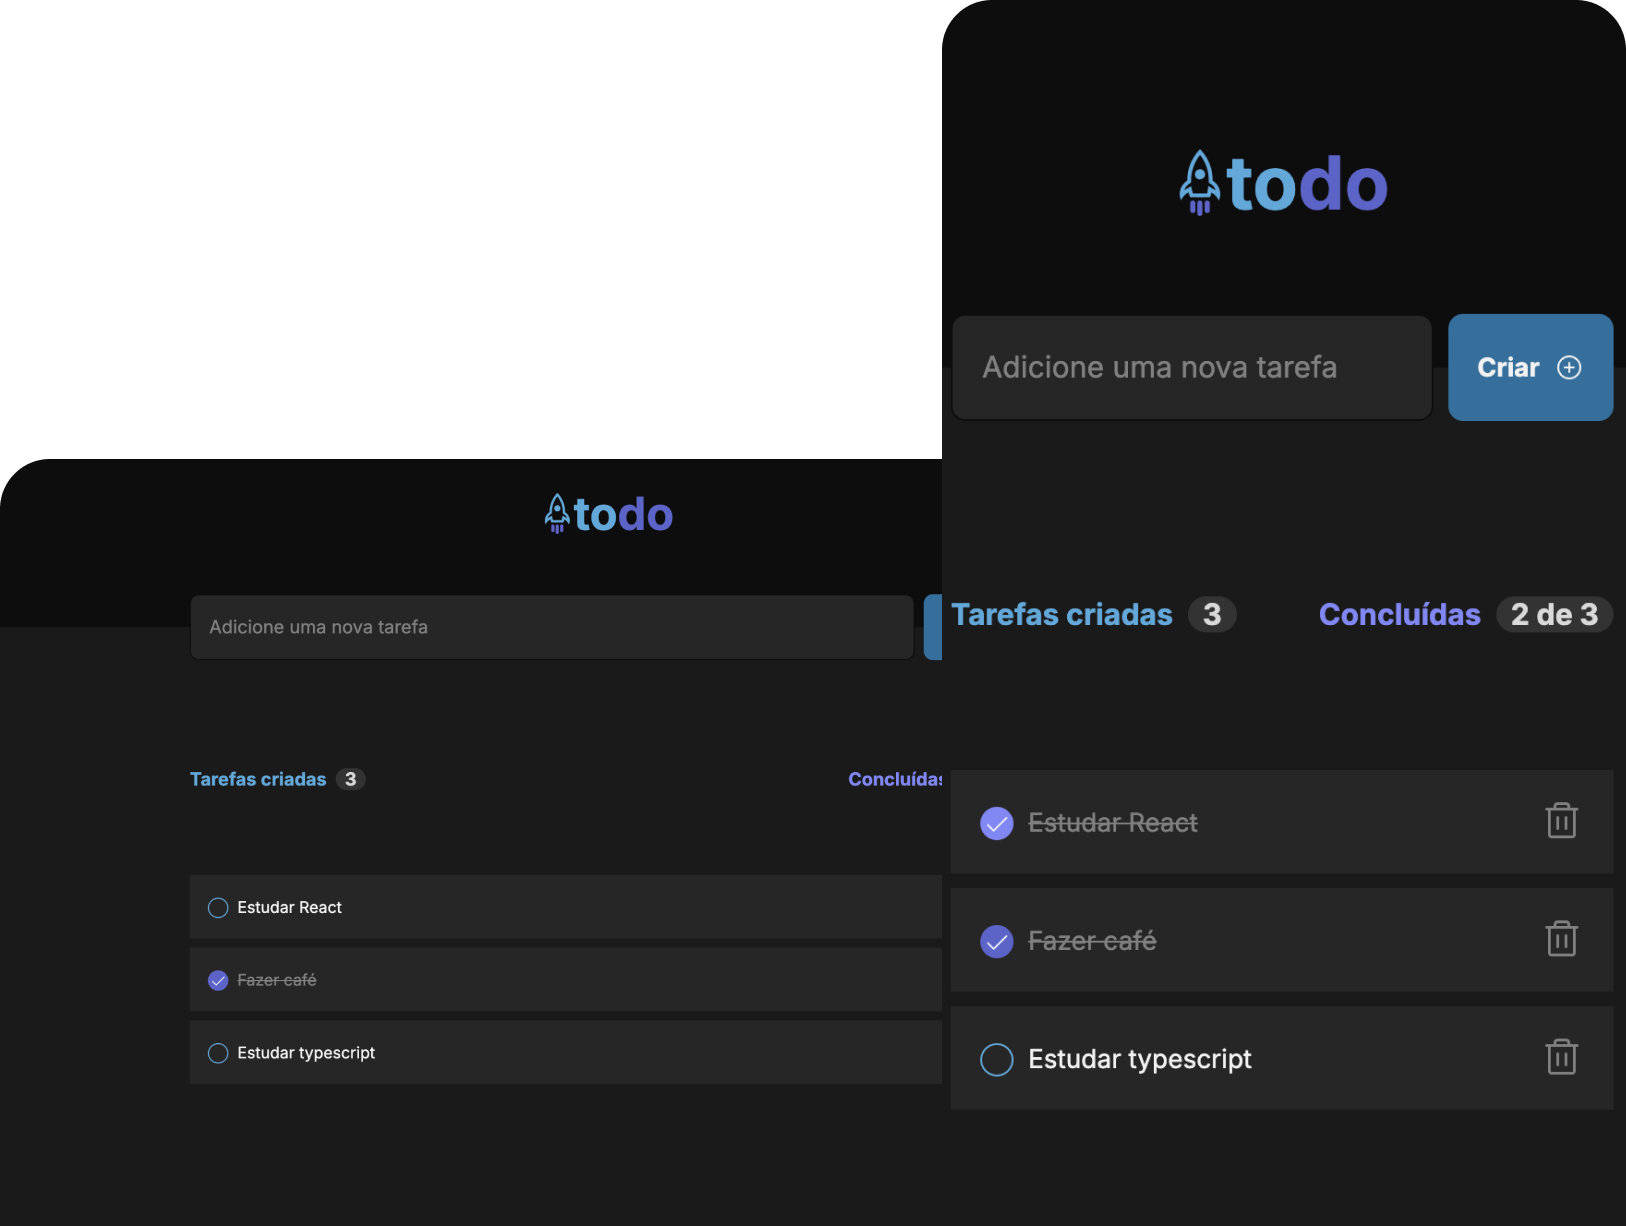 todo
Adicione uma nova tarefa
Tarefas criadas 3
Concluídas
Estudar React
Fazer café
Estudar typescript
todo
Adicione uma nova tarefa
Criar
Tarefas criadas 3
Concluídas 2 de 3
Estudar React
Fazer café
Estudar typescript